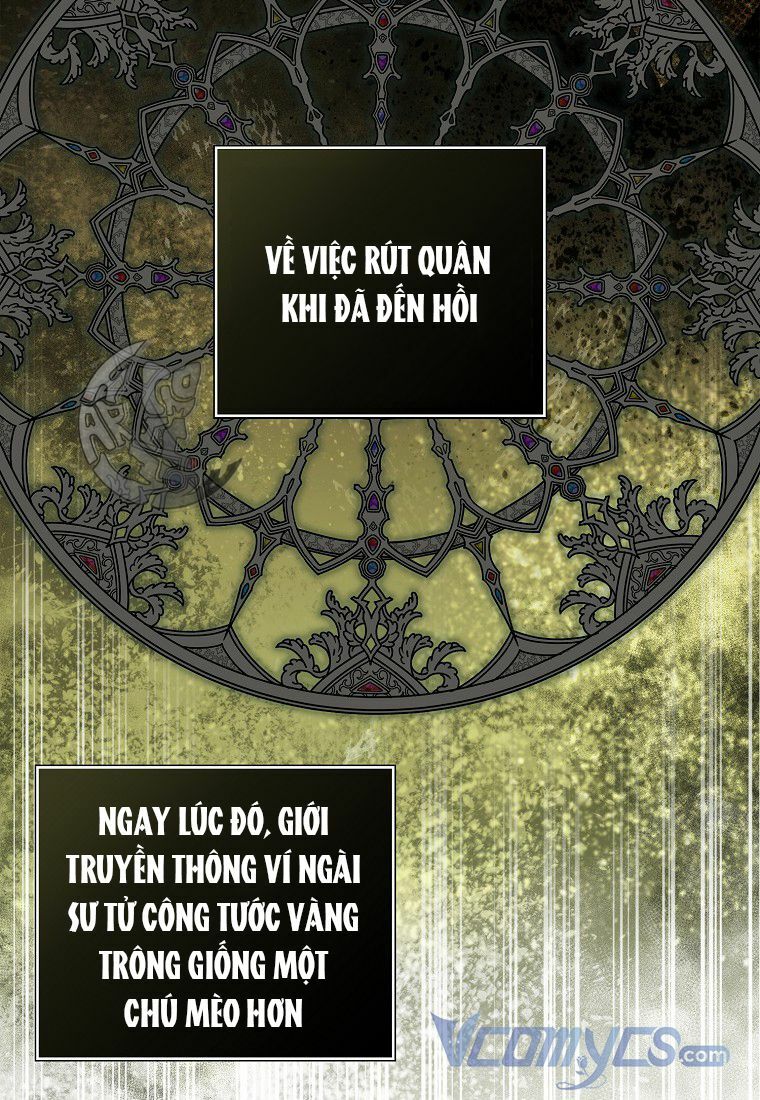 VỀ VIỆC RÚT QUÂN
KHI ĐÃ ĐẾN HỒI
NGAY LÚC ĐÓ, GIỚI
TRUYỀN THÔNG VÍ NGÀI
SƯ TỬ CÔNG TƯỚC VÀNG
TRÔNG GIỐNG MỘT
CHÚ MÈO HƠN
VCOMYCS.com